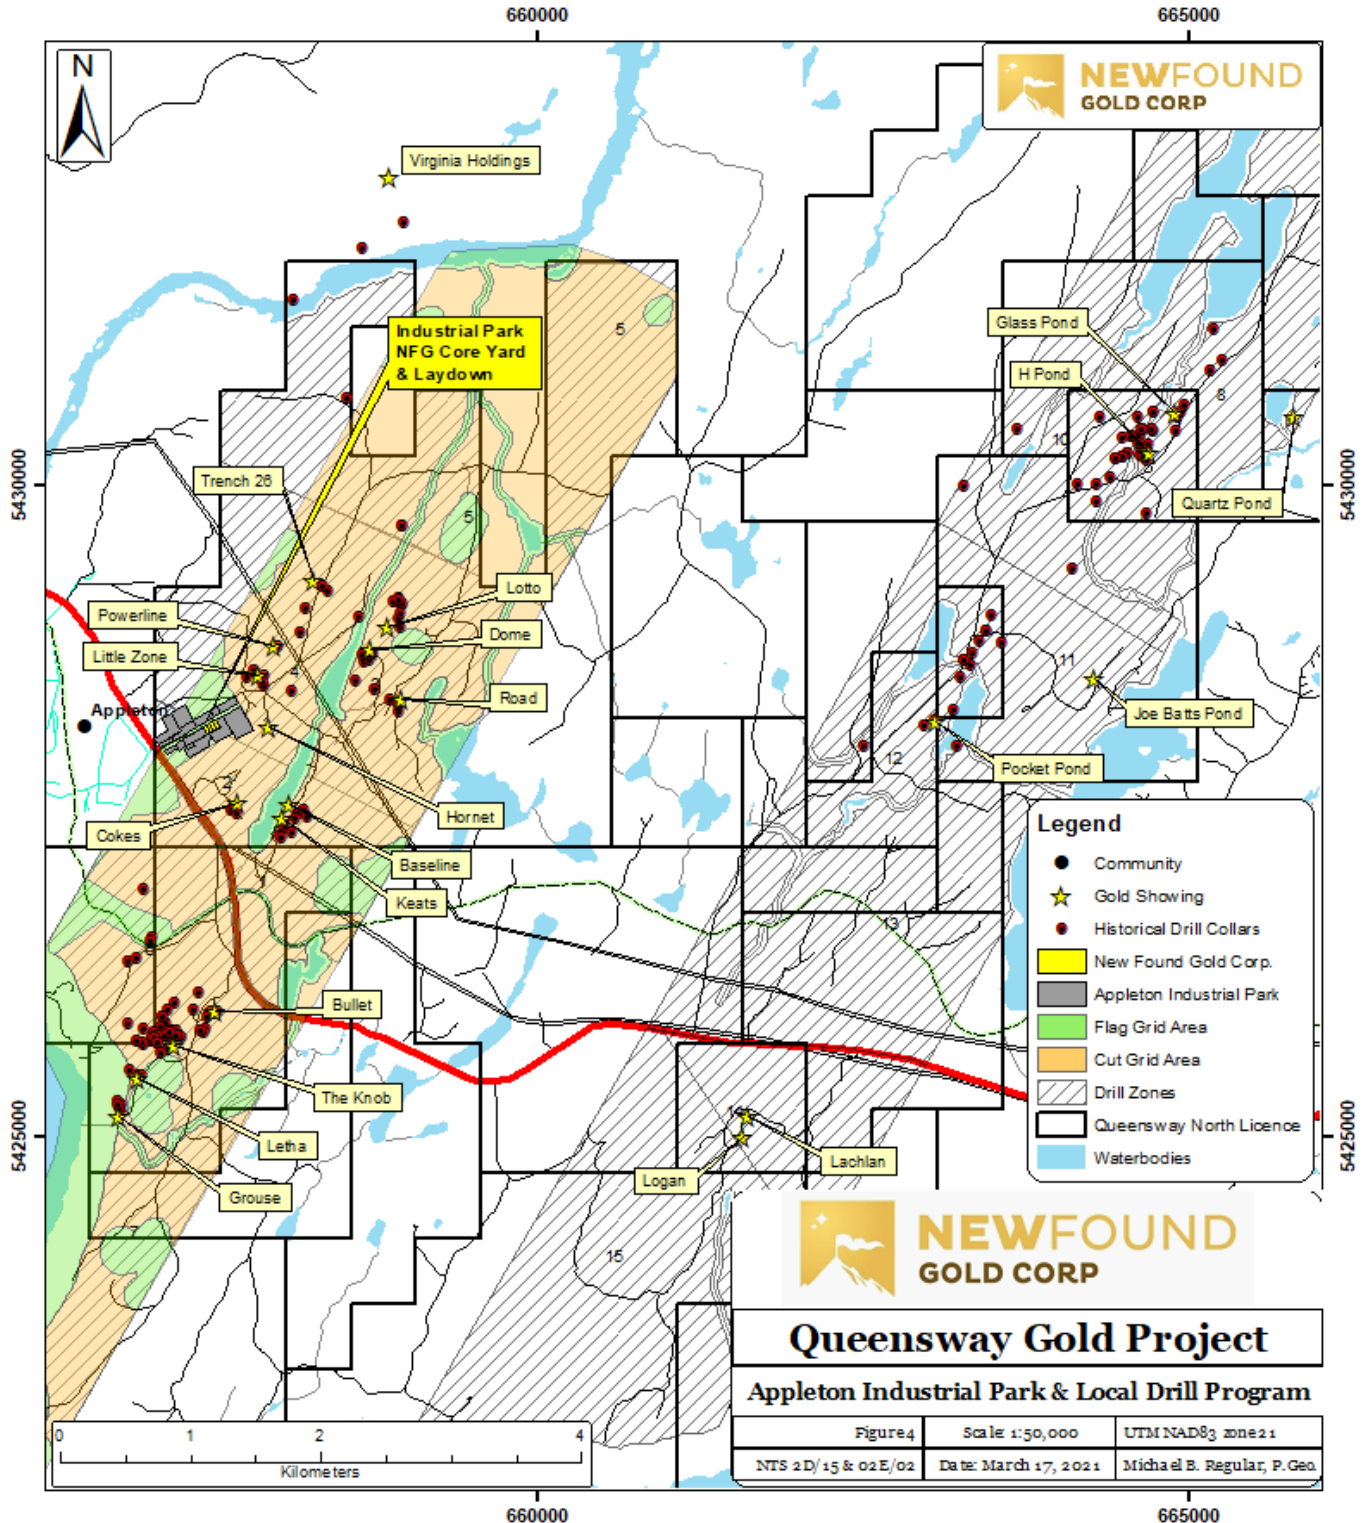 660000
665000
N
NEWFOUND
GOLD CORP
Virginia Holdings
Industrial Park
NFG Core Yard
& Laydown
5
Glass Pond
H Pond
8
10
Quartz Pond
5430000
5430000
Trench 26
5
Lotto
Powerline
Dome
Little Zone
4
11
Road
Appleton
Joe Batts Pond
12
Pocket Pond
2
Hornet
Cokes
Baseline
Keats
13
Bullet
The Knob
Letha
Lachlan
Logan
Grouse
15
5425000
5425000
Legend
Community
Gold Showing
Historical Drill Collars
New Found Gold Corp.
Appleton Industrial Park
Flag Grid Area
Cut Grid Area
Drill Zones
Queensway North Licence
Waterbodies
NEWFOUND
GOLD CORP
Queensway Gold Project
Appleton Industrial Park & Local Drill Program
Figure4
Scale: 1:50,000
UTM NAD83 zone21
NTS 2D/15 & 02E/02
Date: March 17, 2021
Michael B. Regular, P.Geo.
0 1 2 4
Kilometers
660000
665000